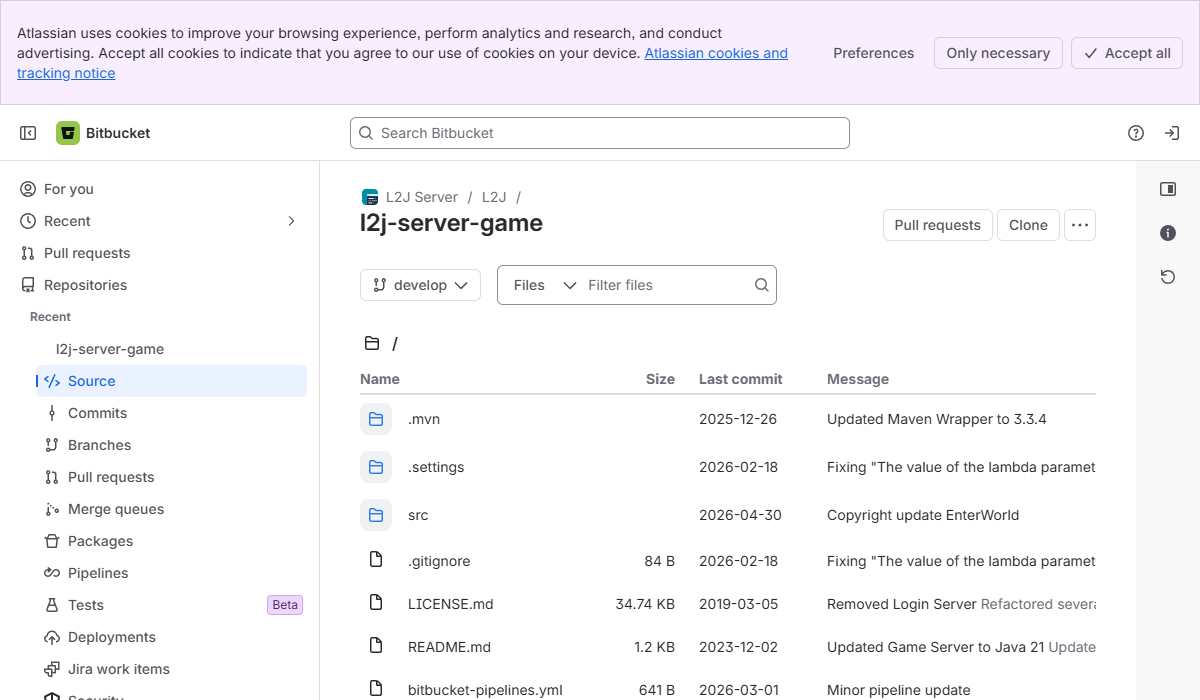 Atlassian uses cookies to improve your browsing experience, perform analytics and research, and conduct
advertising. Accept all cookies to indicate that you agree to our use of cookies on your device. Atlassian cookies and
tracking notice
Preferences
Only necessary
Accept all
Bitbucket
Search Bitbucket
For you
Recent
Pull requests
Repositories
Recent
l2j-server-game
Source
Commits
Branches
Pull requests
Merge queues
Packages
Pipelines
Tests Beta
Deployments
Jira work items
Security
L2J Server / L2J /
l2j-server-game
Pull requests
Clone
develop
Files
Filter files
/
Name Size Last commit Message
.mvn 2025-12-26 Updated Maven Wrapper to 3.3.4
.settings 2026-02-18 Fixing "The value of the lambda paramet
src 2026-04-30 Copyright update EnterWorld
.gitignore 84 B 2026-02-18 Fixing "The value of the lambda paramet
LICENSE.md 34.74 KB 2019-03-05 Removed Login Server Refactored severa
README.md 1.2 KB 2023-12-02 Updated Game Server to Java 21 Update
bitbucket-pipelines.yml 641 B 2026-03-01 Minor pipeline update